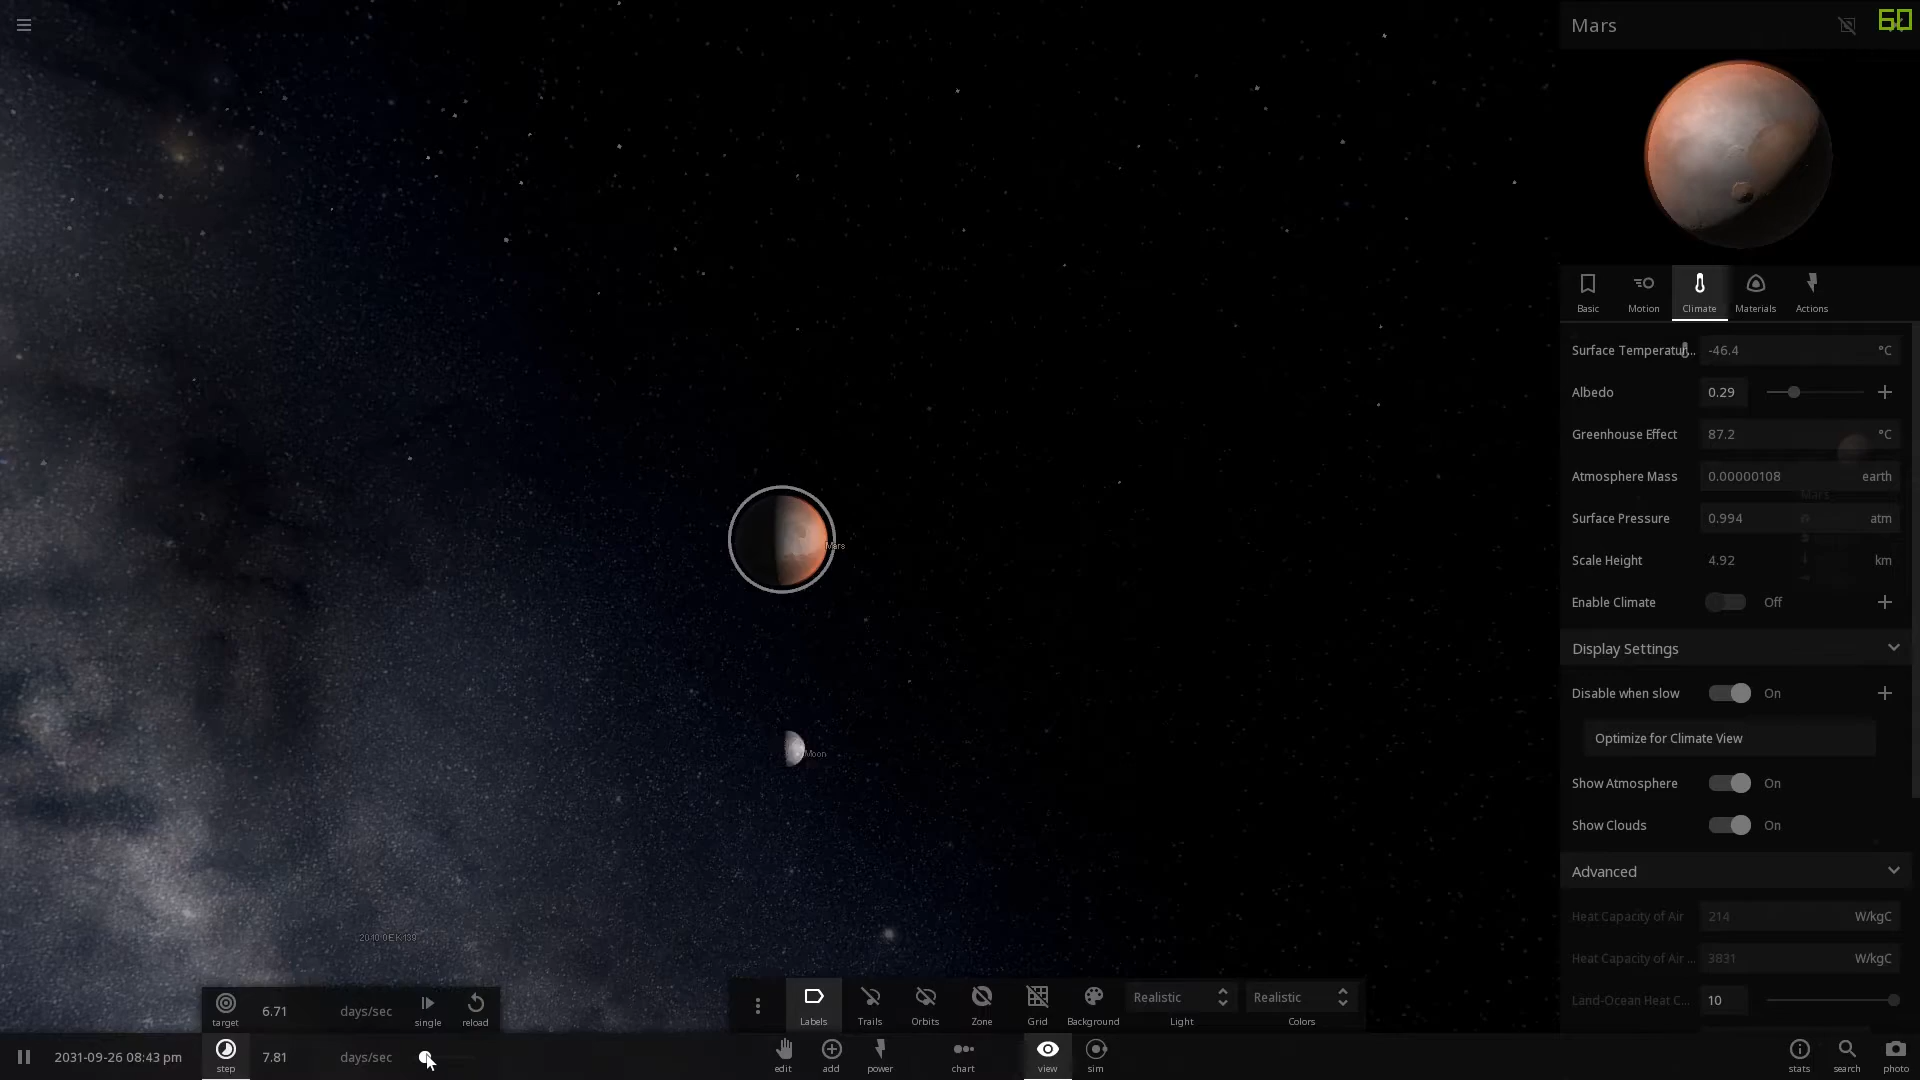 Mars
60
Basic
Motion
Climate
Materials
Actions
Surface Temperatur... -46.4 °C
Albedo 0.29
Greenhouse Effect 87.2 °C
Atmosphere Mass 0.00000108 earth
Mars
Surface Pressure 0.994 atm
Scale Height 4.92 km
Enable Climate Off
Display Settings
Disable when slow On
Optimize for Climate View
Show Atmosphere On
Show Clouds On
Advanced
Heat Capacity of Air 214 W/kgC
Heat Capacity of Air ... 3831 W/kgC
Land-Ocean Heat C... 10
Mars
Moon
2010 EK139
target
6.71 days/sec
single
reload
Labels
Trails
Orbits
Zone
Grid
Background
Realistic
Light
Realistic
Colors
2031-09-26 08:43 pm
step
7.81 days/sec
edit
add
power
chart
view
sim
stats
search
photo